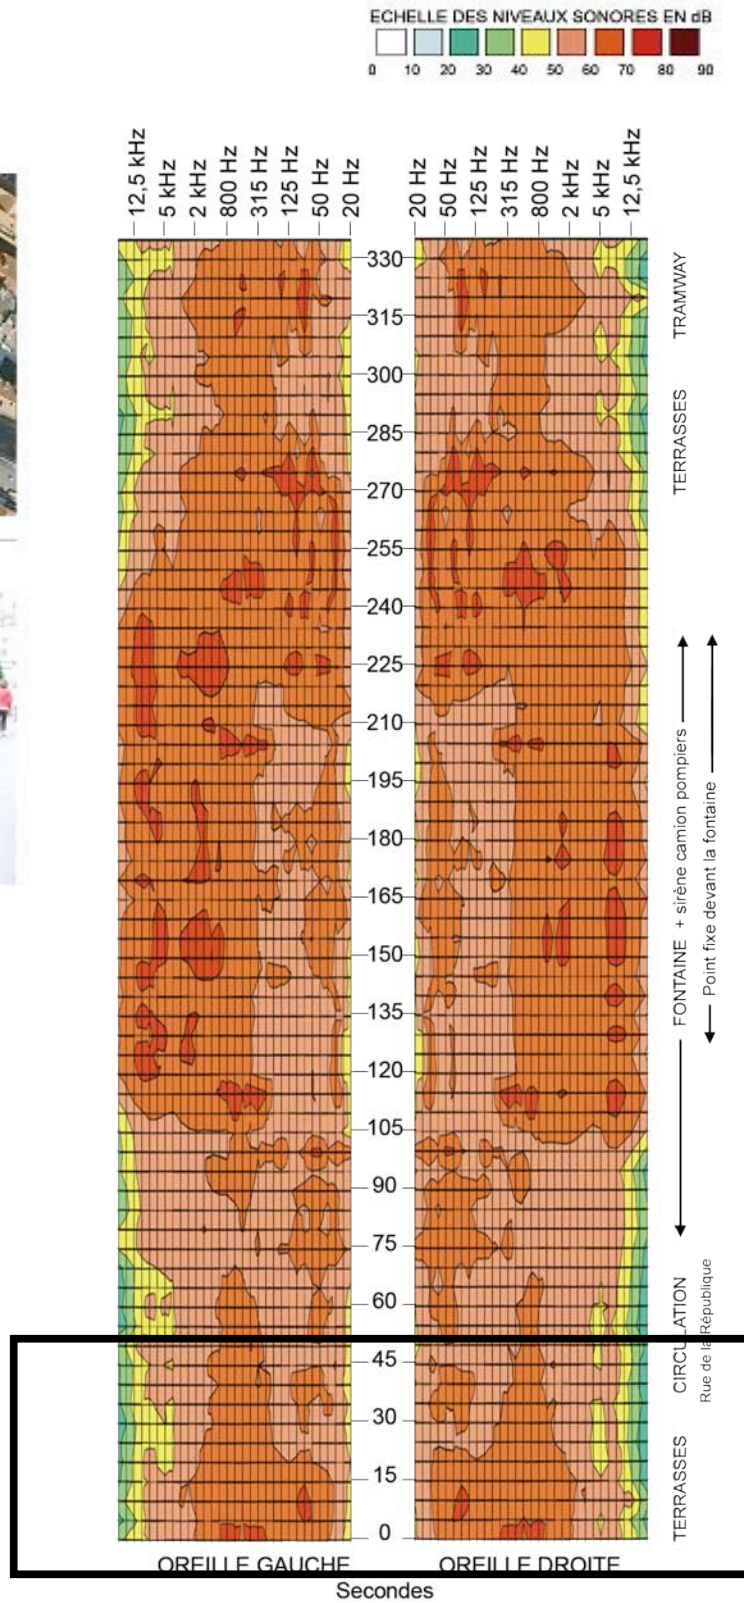 ECHELLE DES NIVEAUX SONORES EN dB
0 10 20 30 40 50 60 70 80 90
12,5 kHz
5 kHz
2 kHz
800 Hz
315 Hz
125 Hz
50 Hz
20 Hz
20 Hz
50 Hz
125 Hz
315 Hz
800 Hz
2 kHz
5 kHz
12,5 kHz
330
315
300
285
270
255
240
225
210
195
180
165
150
135
120
105
90
75
60
45
30
15
0
TRAMWAY
TERRASSES
FONTAINE + sirène camion pompiers
Point fixe devant la fontaine
CIRCULATION
Rue de la République
TERRASSES
OREILLE GAUCHE
OREILLE DROITE
Secondes